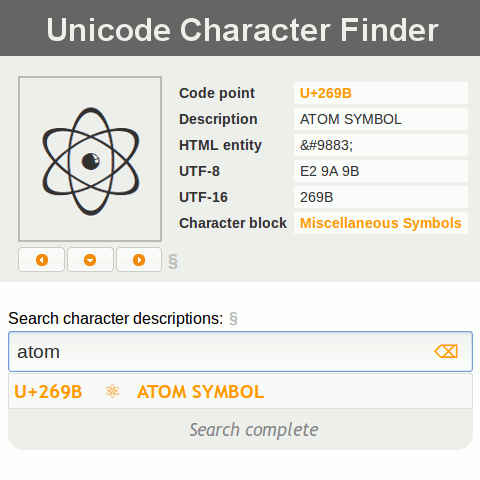 Unicode Character Finder
Code point U+269B
Description ATOM SYMBOL
HTML entity &#9883;
UTF-8 E2 9A 9B
UTF-16 269B
Character block Miscellaneous Symbols
§
Search character descriptions: §
atom ⌫
U+269B ⚛ ATOM SYMBOL
Search complete